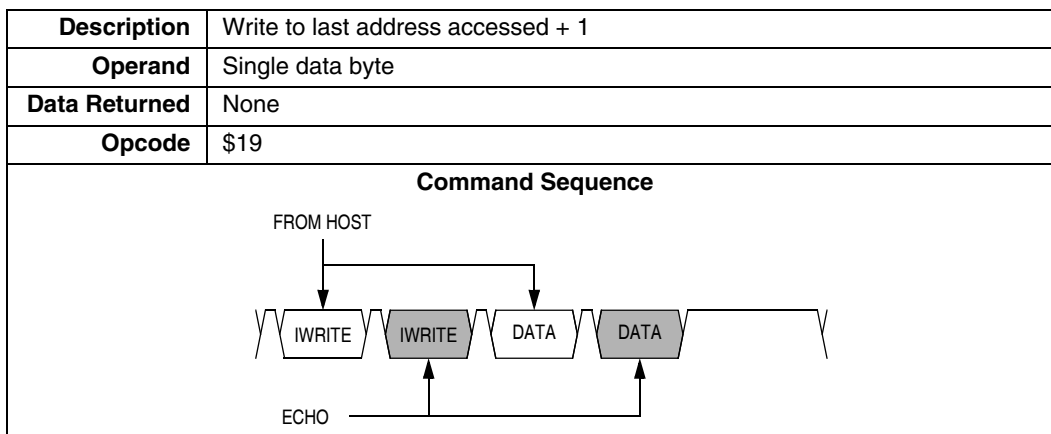 Description Write to last address accessed + 1
Operand Single data byte
Data Returned None
Opcode $19
Command Sequence
FROM HOST
IWRITE IWRITE DATA DATA
ECHO